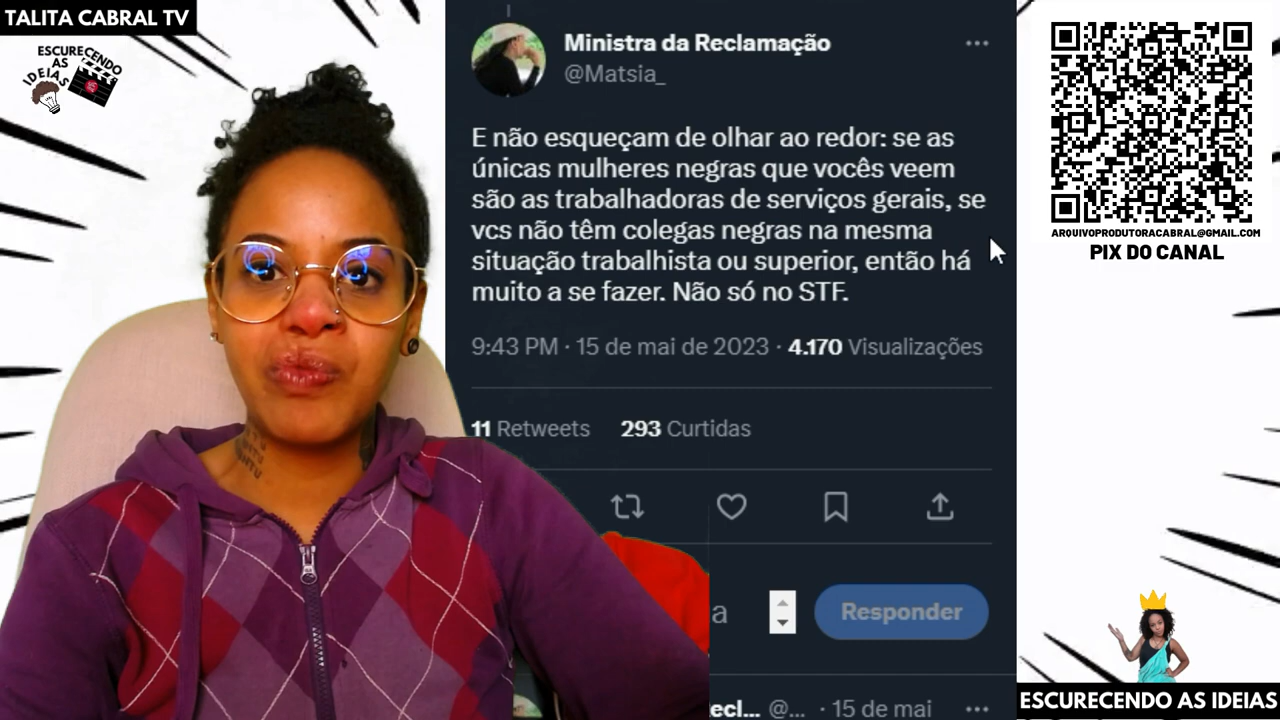 TALITA CABRAL TV
ESCURECENDO
AS
IDEIAS
Ministra da Reclamação
@Matsia_
E não esqueçam de olhar ao redor: se as
únicas mulheres negras que vocês veem
são as trabalhadoras de serviços gerais, se
vcs não têm colegas negras na mesma
situação trabalhista ou superior, então há
muito a se fazer. Não só no STF.
9:43 PM · 15 de mai de 2023 · 4.170 Visualizações
11 Retweets 293 Curtidas
a
Responder
ecl... @... · 15 de mai
ARQUIVOPRODUTORACABRAL@GMAIL.COM
PIX DO CANAL
ESCURECENDO AS IDEIAS